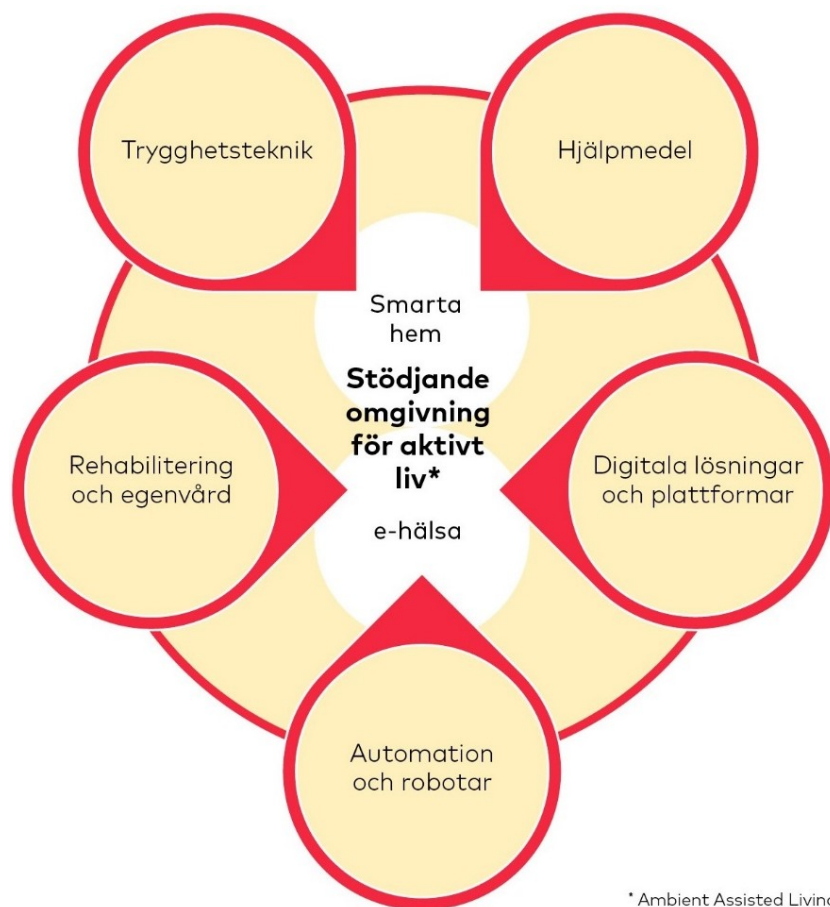 Trygghetsteknik
Hjälpmedel
Smarta
hem
Stödjande
omgivning
för aktivt
liv*
e-hälsa
Rehabilitering
och egenvård
Digitala lösningar
och plattformar
Automation
och robotar
* Ambient Assisted Living